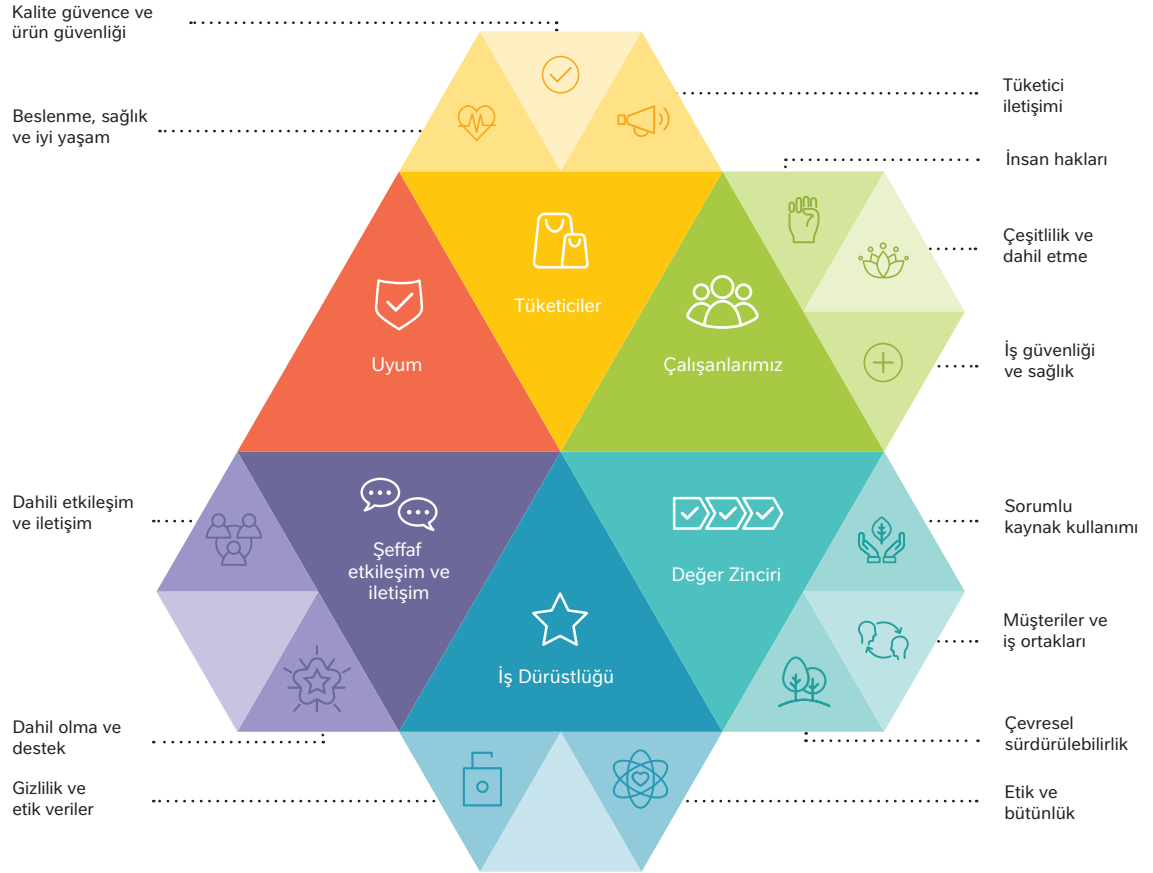 Kalite güvence ve
ürün güvenliği
Beslenme, sağlık
ve iyi yaşam
Tüketici
iletişimi
İnsan hakları
Çeşitlilik ve
dahil etme
İş güvenliği
ve sağlık
Tüketiciler
Uyum
Çalışanlarımız
Dahili etkileşim
ve iletişim
Şeffaf
etkileşim ve
iletişim
Değer Zinciri
İş Dürüstlüğü
Sorumlu
kaynak kullanımı
Müşteriler ve
iş ortakları
Dahil olma ve
destek
Çevresel
sürdürülebilirlik
Gizlilik ve
etik veriler
Etik ve
bütünlük